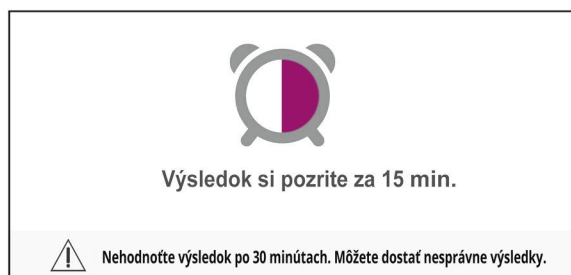 Výsledok si pozrite za 15 min.
Nehodnoťte výsledok po 30 minútach. Môžete dostať nesprávne výsledky.